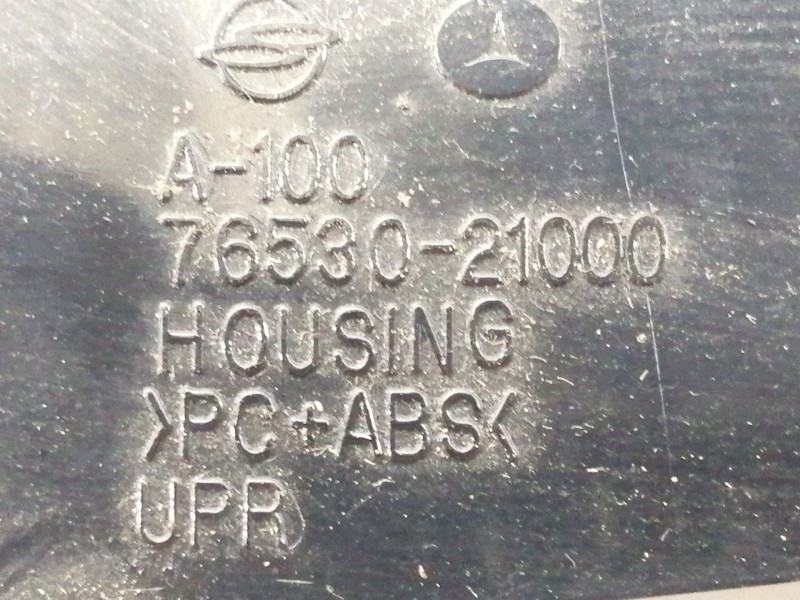 A-100
76530-21000
HOUSING
>PC+ABS<
UPR